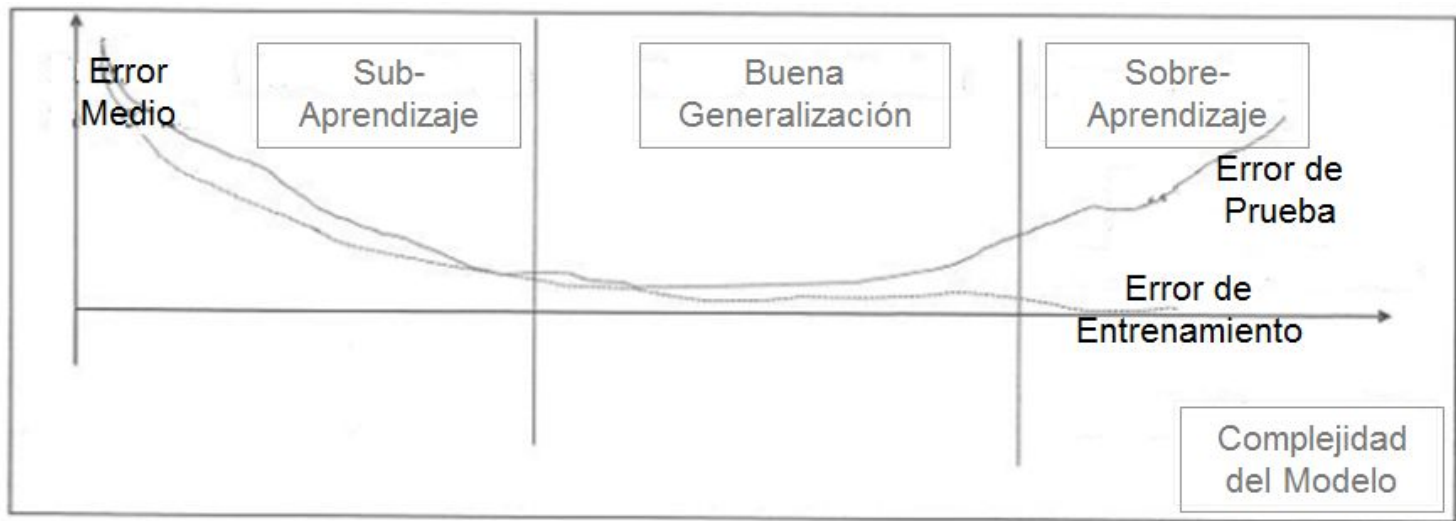 Error
Medio
Sub-
Aprendizaje
Buena
Generalización
Sobre-
Aprendizaje
Error de
Prueba
Error de
Entrenamiento
Complejidad
del Modelo